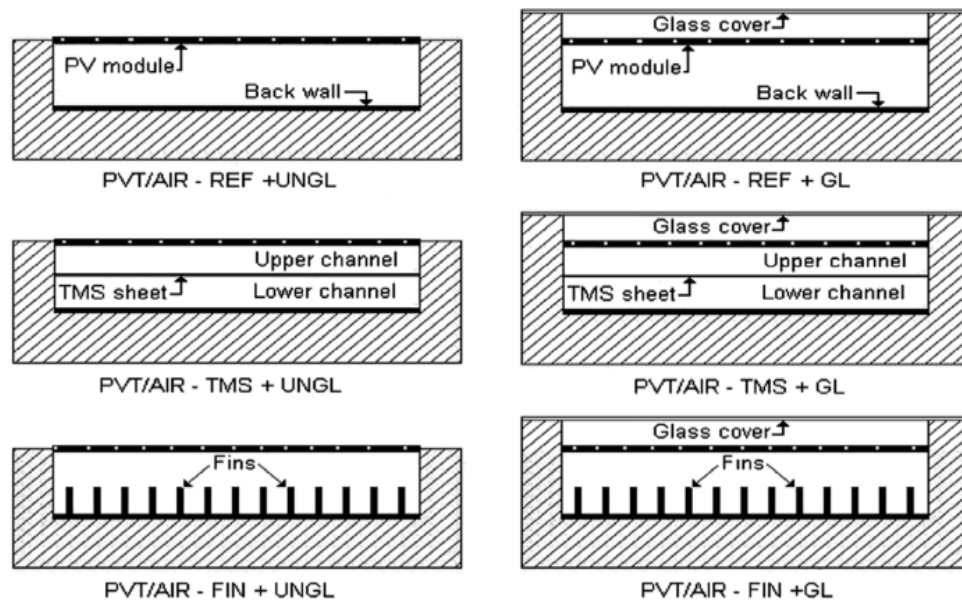 PV module
Back wall
PVT/AIR - REF +UNGL
Glass cover
PV module
Back wall
PVT/AIR - REF + GL
Upper channel
TMS sheet
Lower channel
PVT/AIR - TMS + UNGL
Glass cover
Upper channel
TMS sheet
Lower channel
PVT/AIR - TMS + GL
Fins
PVT/AIR - FIN + UNGL
Glass cover
Fins
PVT/AIR - FIN +GL